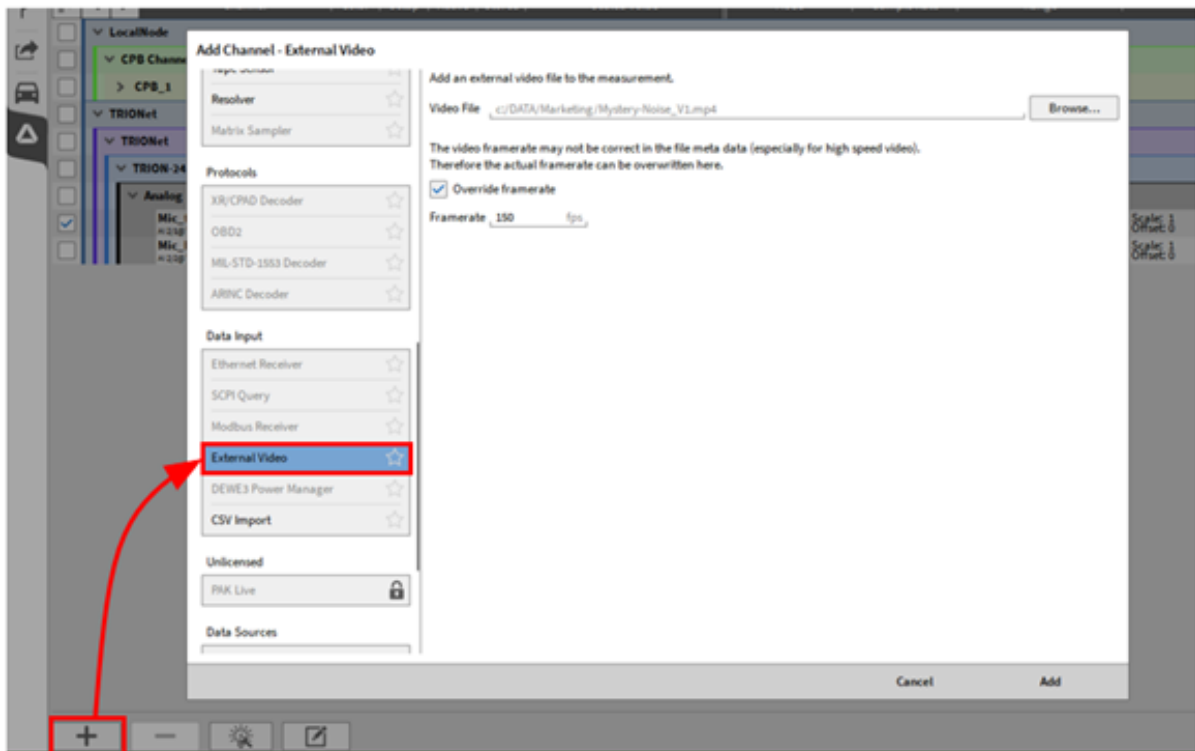 LocalNode
Add Channel - External Video
CPB Channe
CPB_1
TRIONet
TRIONet
TRION-24
Analog
Mic_
Mic_
Resolver
Matrix Sampler
Protocols
XR/CPAD Decoder
OBD2
MIL-STD-1553 Decoder
ARINC Decoder
Data Input
Ethernet Receiver
SCPI Query
Modbus Receiver
External Video
DEWE3 Power Manager
CSV Import
Unlicensed
PAK Live
Data Sources
Add an external video file to the measurement.
Video File c:/DATA/Marketing/Mystery-Noise_V1.mp4 Browse...
The video framerate may not be correct in the file meta data (especially for high speed video).
Therefore the actual framerate can be overwritten here.
Override framerate
Framerate 150 fps
Scale: 1
Offset: 0
Scale: 1
Offset: 0
Cancel Add